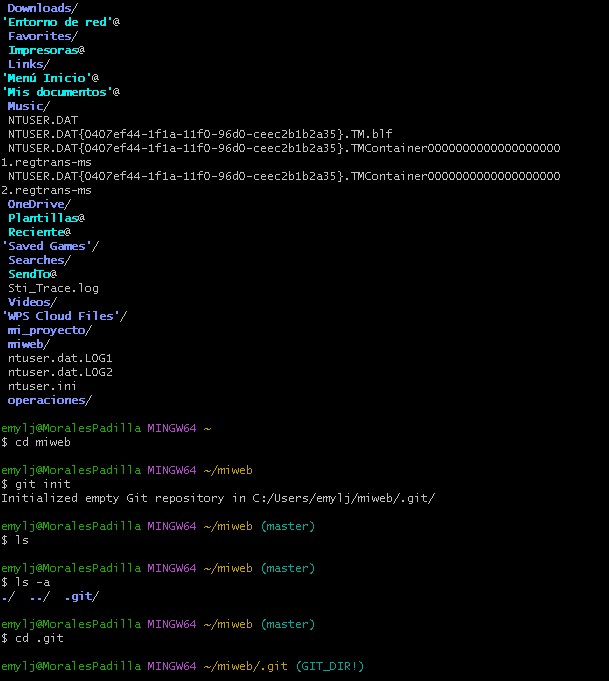 Downloads/
'Entorno de red'@
Favorites/
Impresoras@
Links/
'Menú Inicio'@
'Mis documentos'@
Music/
NTUSER.DAT
NTUSER.DAT{0407ef44-1f1a-11f0-96d0-ceec2b1b2a35}.TM.blf
NTUSER.DAT{0407ef44-1f1a-11f0-96d0-ceec2b1b2a35}.TMContainer0000000000000000000
1.regtrans-ms
NTUSER.DAT{0407ef44-1f1a-11f0-96d0-ceec2b1b2a35}.TMContainer0000000000000000000
2.regtrans-ms
OneDrive/
Plantillas@
Reciente@
'Saved Games'/
Searches/
SendTo@
Sti_Trace.log
Videos/
'WPS Cloud Files'/
mi_proyecto/
miweb/
ntuser.dat.LOG1
ntuser.dat.LOG2
ntuser.ini
operaciones/
emylj@MoralesPadilla MINGW64 ~
$ cd miweb
emylj@MoralesPadilla MINGW64 ~/miweb
$ git init
Initialized empty Git repository in C:/Users/emylj/miweb/.git/
emylj@MoralesPadilla MINGW64 ~/miweb (master)
$ ls
emylj@MoralesPadilla MINGW64 ~/miweb (master)
$ ls -a
./  ../  .git/
emylj@MoralesPadilla MINGW64 ~/miweb (master)
$ cd .git
emylj@MoralesPadilla MINGW64 ~/miweb/.git (GIT_DIR!)